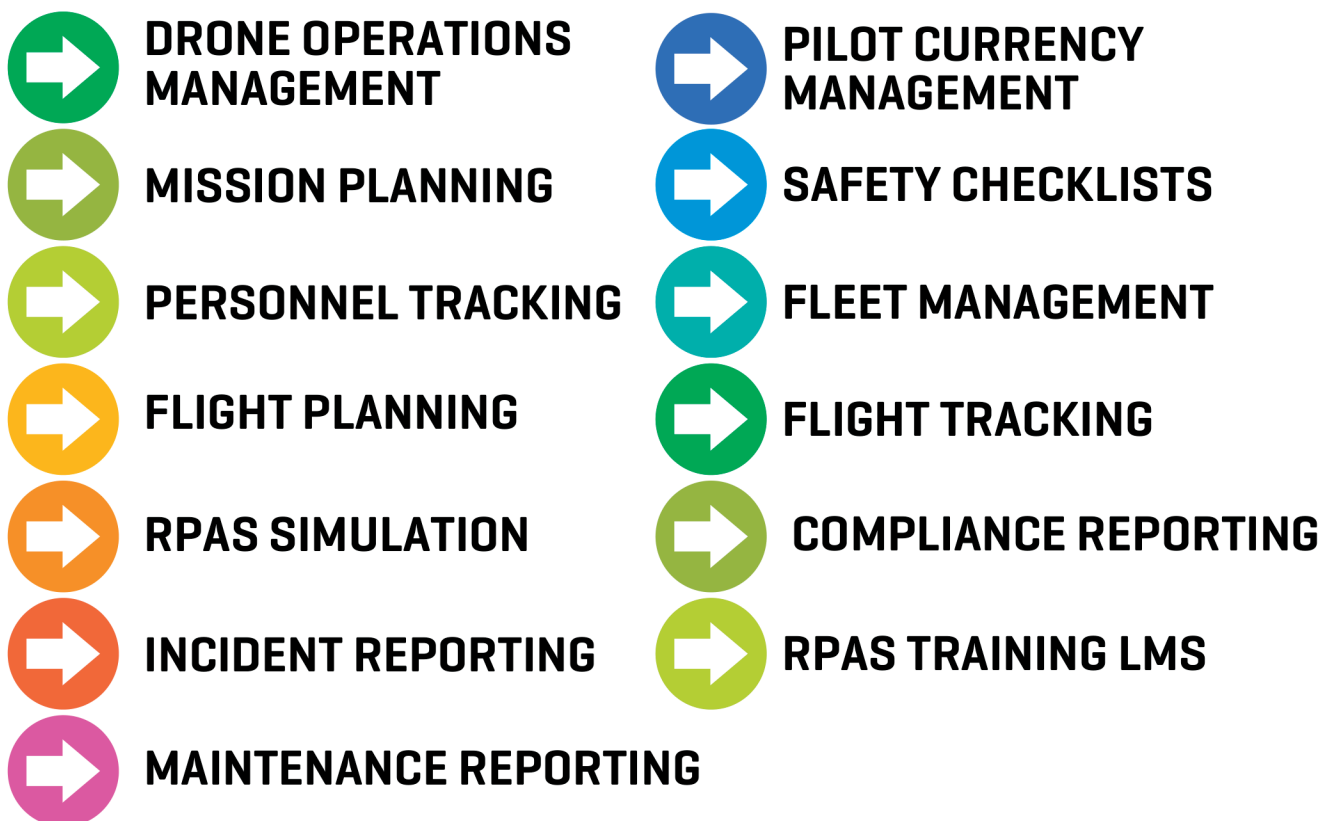 DRONE OPERATIONS
MANAGEMENT
MISSION PLANNING
PERSONNEL TRACKING
FLIGHT PLANNING
RPAS SIMULATION
INCIDENT REPORTING
MAINTENANCE REPORTING
PILOT CURRENCY
MANAGEMENT
SAFETY CHECKLISTS
FLEET MANAGEMENT
FLIGHT TRACKING
COMPLIANCE REPORTING
RPAS TRAINING LMS